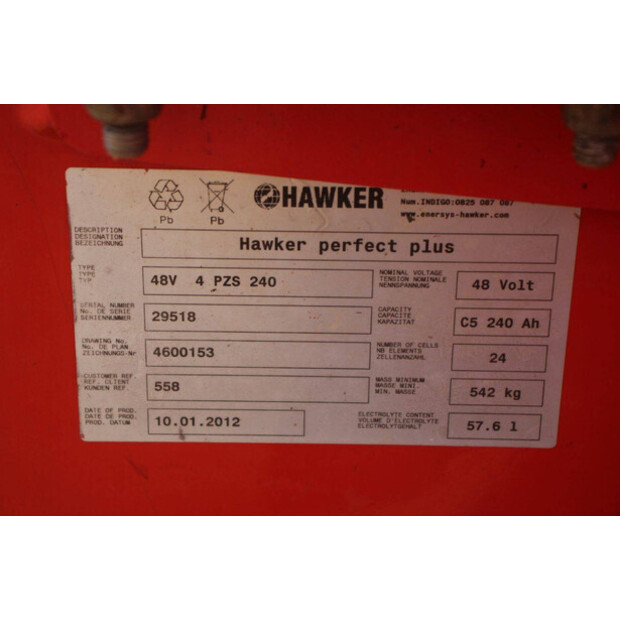 Pb
Pb
HAWKER
Num.INDIGO:0825 087 087
www.enersys-hawker.com
DESCRIPTION
DESIGNATION
BEZEICHNUNG
Hawker perfect plus
TYPE
TYPE
TYP
48V 4 PZS 240
NOMINAL VOLTAGE
TENSION NOMINALE
NENNSPANNUNG
48 Volt
SERIAL NUMBER
No. DE SERIE
SERIENNUMMER
29518
CAPACITY
CAPACITE
KAPAZITAT
C5 240 Ah
DRAWING No.
No. DE PLAN
ZEICHNUNGS-Nr
4600153
NUMBER OF CELLS
NB ELEMENTS
ZELLENANZAHL
24
CUSTOMER REF.
REF. CLIENT
KUNDEN REF.
558
MASS MINIMUM
MASSE MINI.
MIN. MASSE
542 kg
DATE OF PROD.
DATE DE PROD.
PROD. DATUM
10.01.2012
ELECTROLYTE CONTENT
VOLUME D'ELECTROLYTE
ELECTROLYTGEHALT
57.6 l